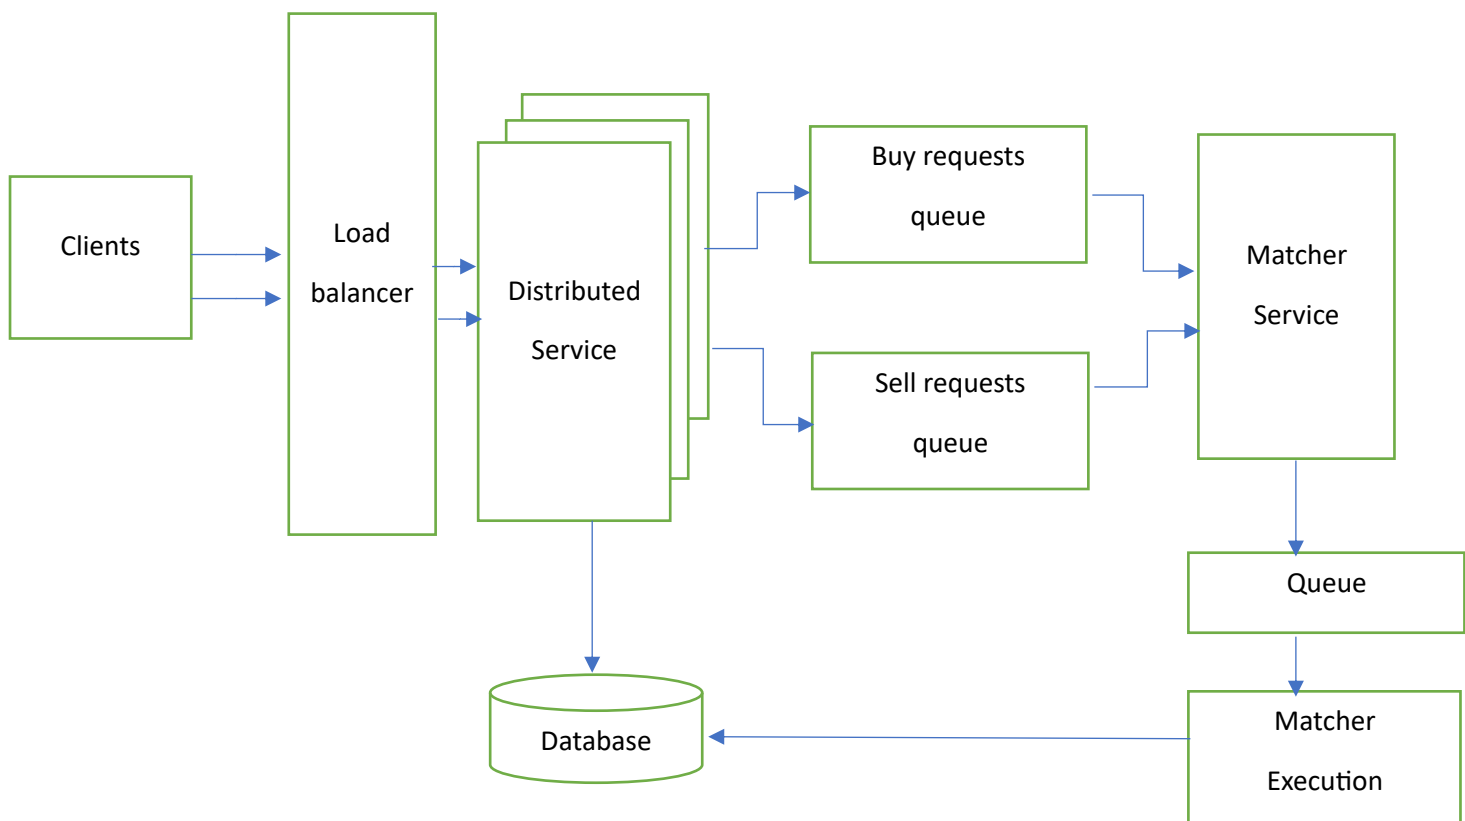 Clients
Load
balancer
Distributed
Service
Buy requests
queue
Sell requests
queue
Matcher
Service
Queue
Matcher
Execution
Database